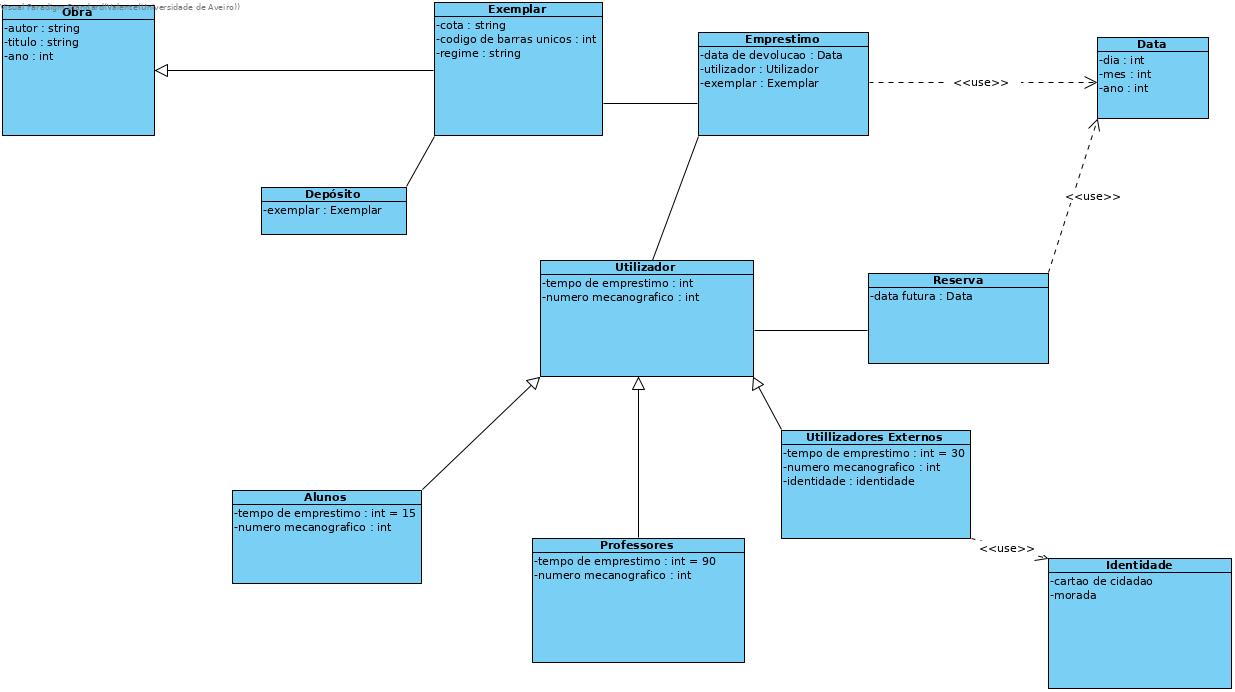 Visual Paradigm Standard(Valence(Universidade de Aveiro))
Obra
-autor : string
-titulo : string
-ano : int
Exemplar
-cota : string
-codigo de barras unicos : int
-regime : string
Emprestimo
-data de devolucao : Data
-utilizador : Utilizador
-exemplar : Exemplar
<<use>>
Data
-dia : int
-mes : int
-ano : int
<<use>>
Depósito
-exemplar : Exemplar
Utilizador
-tempo de emprestimo : int
-numero mecanografico : int
Reserva
-data futura : Data
Utillizadores Externos
-tempo de emprestimo : int = 30
-numero mecanografico : int
-identidade : identidade
Alunos
-tempo de emprestimo : int = 15
-numero mecanografico : int
Professores
-tempo de emprestimo : int = 90
-numero mecanografico : int
<<use>>
Identidade
-cartao de cidadao
-morada